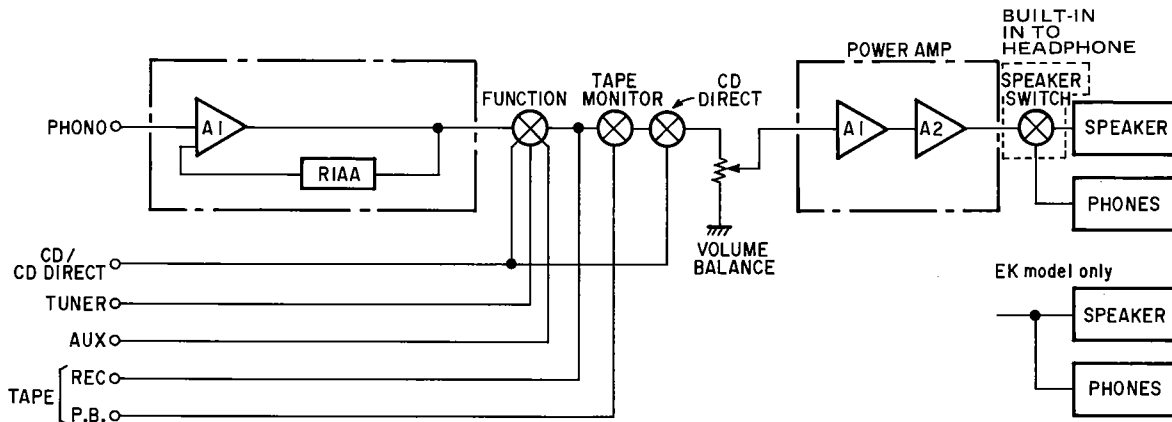 BUILT-IN
IN TO
HEADPHONE
POWER AMP
SPEAKER
SWITCH
FUNCTION
TAPE
MONITOR
CD
DIRECT
PHONO
A1
RIAA
A1
A2
SPEAKER
PHONES
CD/
CD DIRECT
VOLUME
BALANCE
TUNER
AUX
TAPE
REC
P.B.
EK model only
SPEAKER
PHONES